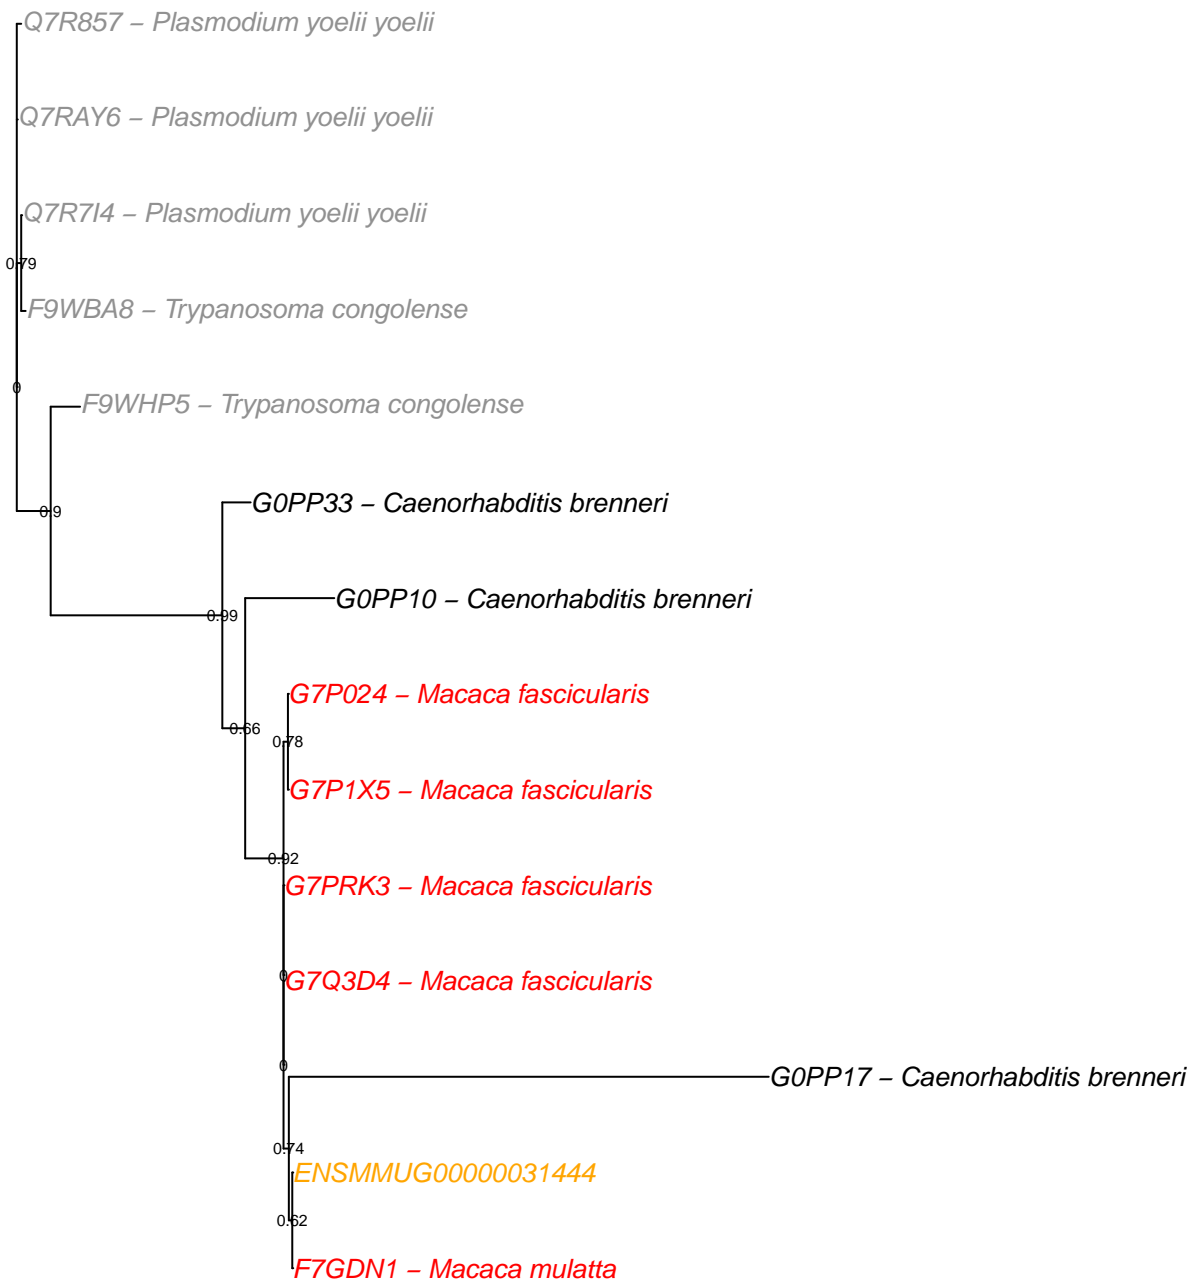 Q7R857 – Plasmodium yoelii yoelii
Q7RAY6 – Plasmodium yoelii yoelii
Q7R7I4 – Plasmodium yoelii yoelii
0.79
F9WBA8 – Trypanosoma congolense
0
F9WHP5 – Trypanosoma congolense
G0PP33 – Caenorhabditis brenneri
0.9
G0PP10 – Caenorhabditis brenneri
0.99
G7P024 – Macaca fascicularis
0.66
0.78
G7P1X5 – Macaca fascicularis
0.92
G7PRK3 – Macaca fascicularis
0
G7Q3D4 – Macaca fascicularis
0
G0PP17 – Caenorhabditis brenneri
0.74
ENSMMUG00000031444
0.62
F7GDN1 – Macaca mulatta